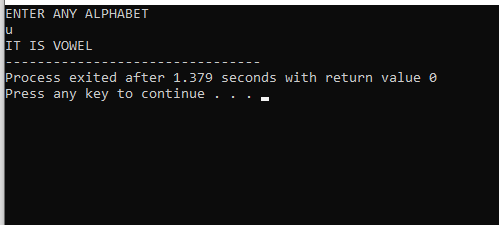 ENTER ANY ALPHABET
u
IT IS VOWEL
--------------------------------
Process exited after 1.379 seconds with return value 0
Press any key to continue . . .